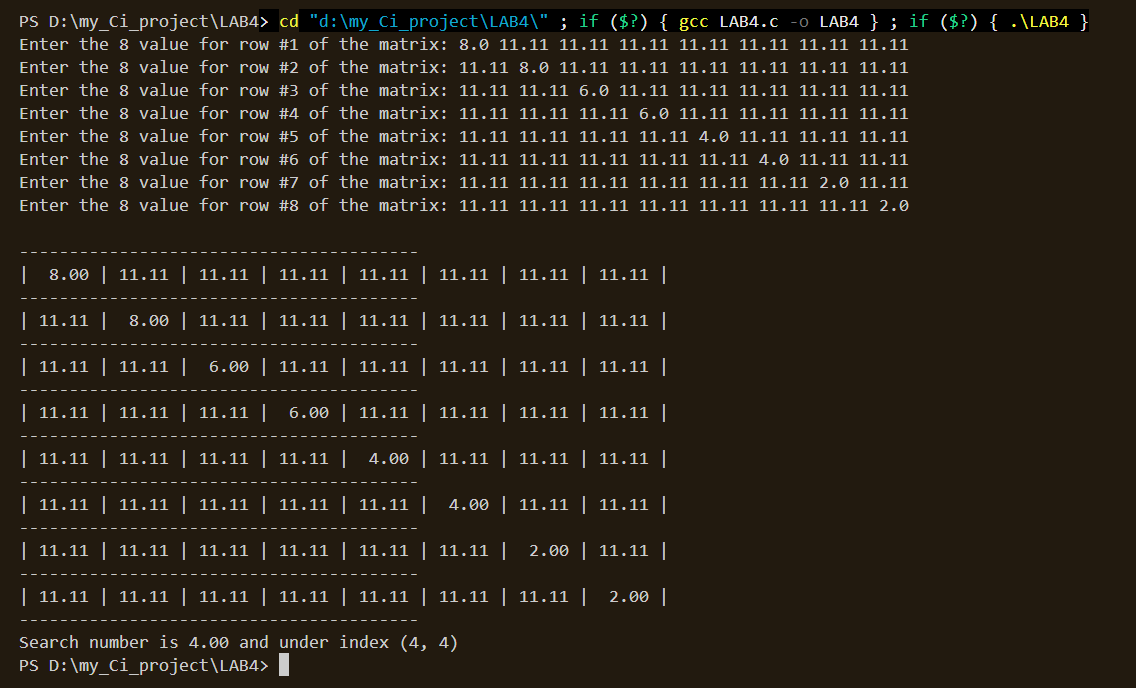 PS D:\my_Ci_project\LAB4> cd "d:\my_Ci_project\LAB4\" ; if ($?) { gcc LAB4.c -o LAB4 } ; if ($?) { .\LAB4 }
Enter the 8 value for row #1 of the matrix: 8.0 11.11 11.11 11.11 11.11 11.11 11.11 11.11
Enter the 8 value for row #2 of the matrix: 11.11 8.0 11.11 11.11 11.11 11.11 11.11 11.11
Enter the 8 value for row #3 of the matrix: 11.11 11.11 6.0 11.11 11.11 11.11 11.11 11.11
Enter the 8 value for row #4 of the matrix: 11.11 11.11 11.11 6.0 11.11 11.11 11.11 11.11
Enter the 8 value for row #5 of the matrix: 11.11 11.11 11.11 11.11 4.0 11.11 11.11 11.11
Enter the 8 value for row #6 of the matrix: 11.11 11.11 11.11 11.11 11.11 4.0 11.11 11.11
Enter the 8 value for row #7 of the matrix: 11.11 11.11 11.11 11.11 11.11 11.11 2.0 11.11
Enter the 8 value for row #8 of the matrix: 11.11 11.11 11.11 11.11 11.11 11.11 11.11 2.0
----------------------------------------
|  8.00 | 11.11 | 11.11 | 11.11 | 11.11 | 11.11 | 11.11 | 11.11 |
----------------------------------------
| 11.11 |  8.00 | 11.11 | 11.11 | 11.11 | 11.11 | 11.11 | 11.11 |
----------------------------------------
| 11.11 | 11.11 |  6.00 | 11.11 | 11.11 | 11.11 | 11.11 | 11.11 |
----------------------------------------
| 11.11 | 11.11 | 11.11 |  6.00 | 11.11 | 11.11 | 11.11 | 11.11 |
----------------------------------------
| 11.11 | 11.11 | 11.11 | 11.11 |  4.00 | 11.11 | 11.11 | 11.11 |
----------------------------------------
| 11.11 | 11.11 | 11.11 | 11.11 | 11.11 |  4.00 | 11.11 | 11.11 |
----------------------------------------
| 11.11 | 11.11 | 11.11 | 11.11 | 11.11 | 11.11 |  2.00 | 11.11 |
----------------------------------------
| 11.11 | 11.11 | 11.11 | 11.11 | 11.11 | 11.11 | 11.11 |  2.00 |
----------------------------------------
Search number is 4.00 and under index (4, 4)
PS D:\my_Ci_project\LAB4>